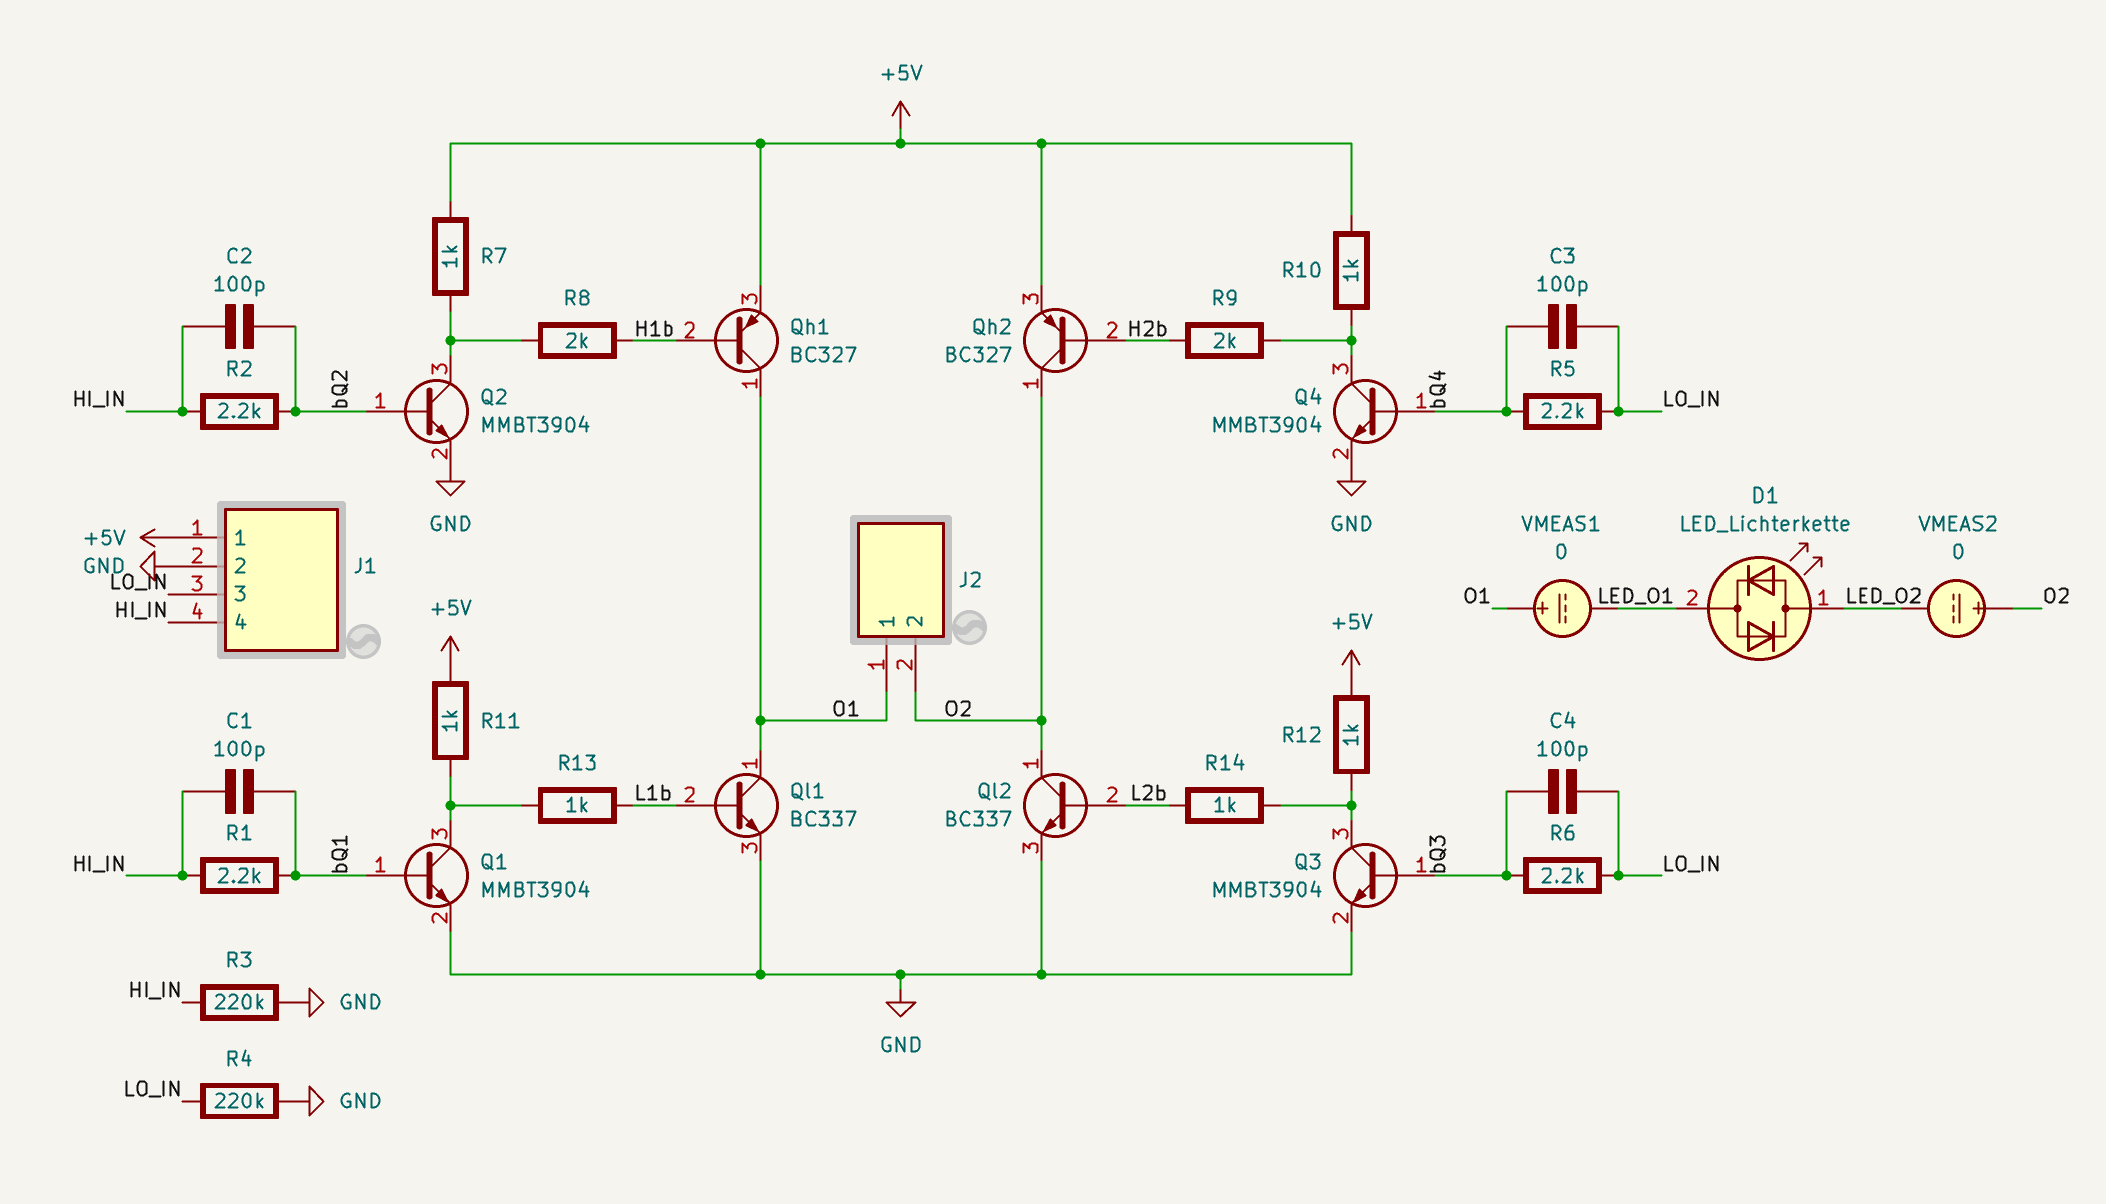 +5V
C2
100p
R2
HI_IN
2.2k
bQ2
1
3
2
Q2
MMBT3904
GND
1k
R7
R8
2k
H1b
2
3
1
Qh1
BC327
3
1
2
Qh2
BC327
H2b
R9
2k
R10
1k
3
1
2
Q4
MMBT3904
GND
bQ4
C3
100p
R5
2.2k
LO_IN
+5V
GND
LO_IN
HI_IN
1
2
3
4
1
2
3
4
J1
1
2
1
2
J2
O1
O2
VMEAS1
0
D1
LED_Lichterkette
VMEAS2
0
O1
LED_O1
2
1
LED_O2
O2
+5V
1k
R11
C1
100p
R1
HI_IN
2.2k
bQ1
1
3
2
Q1
MMBT3904
R13
1k
L1b
2
1
3
Ql1
BC337
1
3
2
Ql2
BC337
L2b
R14
1k
+5V
R12
1k
3
1
2
Q3
MMBT3904
bQ3
C4
100p
R6
2.2k
LO_IN
R3
HI_IN
220k
GND
R4
LO_IN
220k
GND
GND